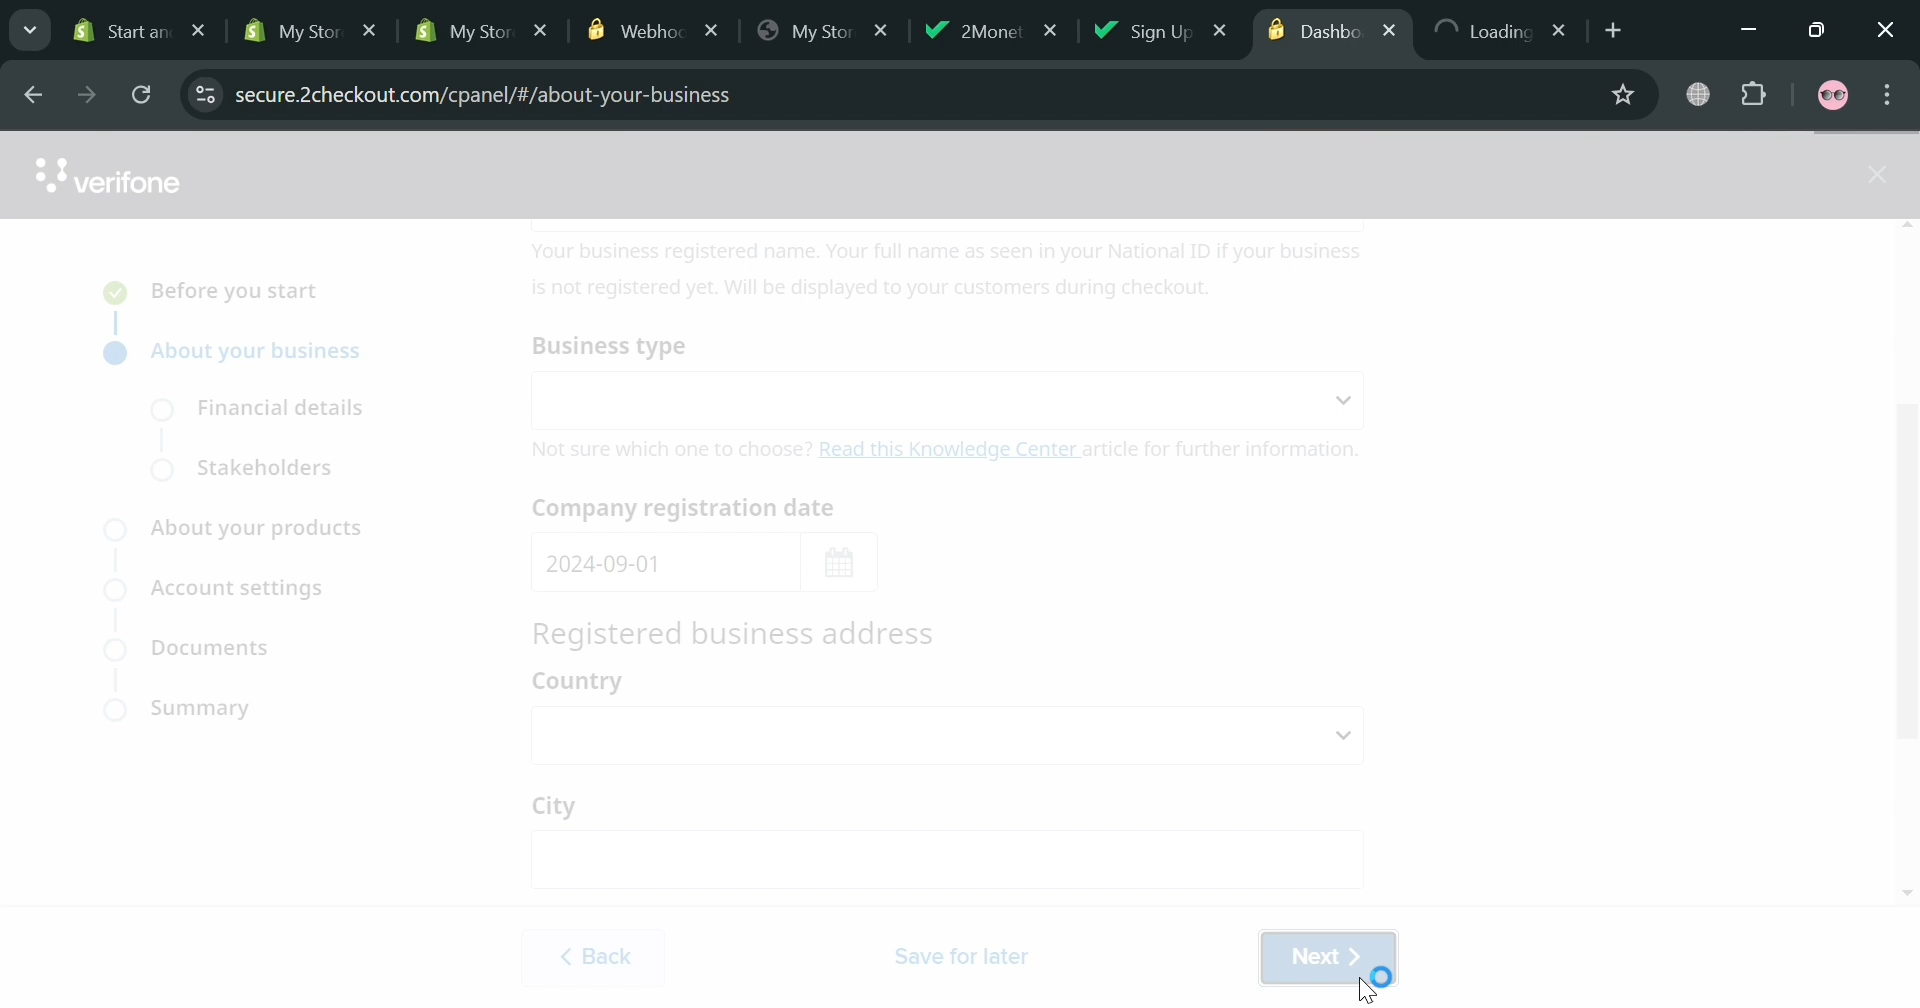 Start an
My Stor
My Stor
Webhoo
My Stor
2Monet
Sign Up
Dashbo
Loading
secure.2checkout.com/cpanel/#/about-your-business
verifone
Your business registered name. Your full name as seen in your National ID if your business
is not registered yet. Will be displayed to your customers during checkout.
Before you start
About your business
Financial details
Stakeholders
About your products
Account settings
Documents
Summary
Business type
Not sure which one to choose? Read this Knowledge Center article for further information.
Company registration date
2024-09-01
Registered business address
Country
City
Back
Save for later
Next